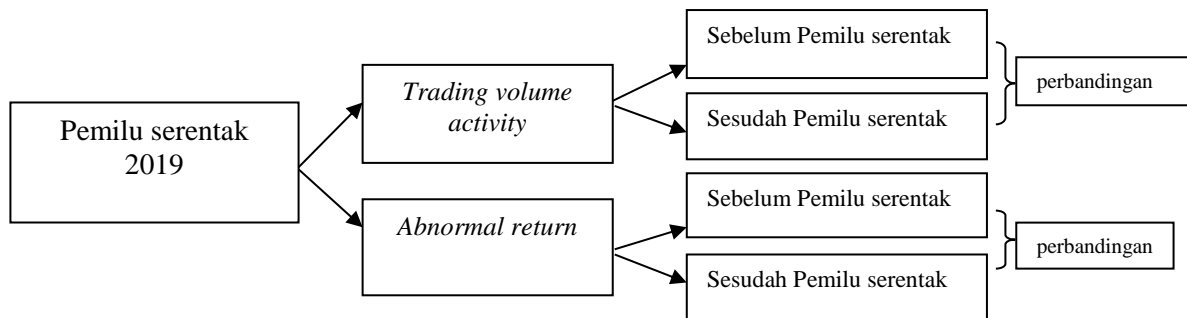 Pemilu serentak
2019
Trading volume
activity
Sebelum Pemilu serentak
Sesudah Pemilu serentak
perbandingan
Abnormal return
Sebelum Pemilu serentak
Sesudah Pemilu serentak
perbandingan